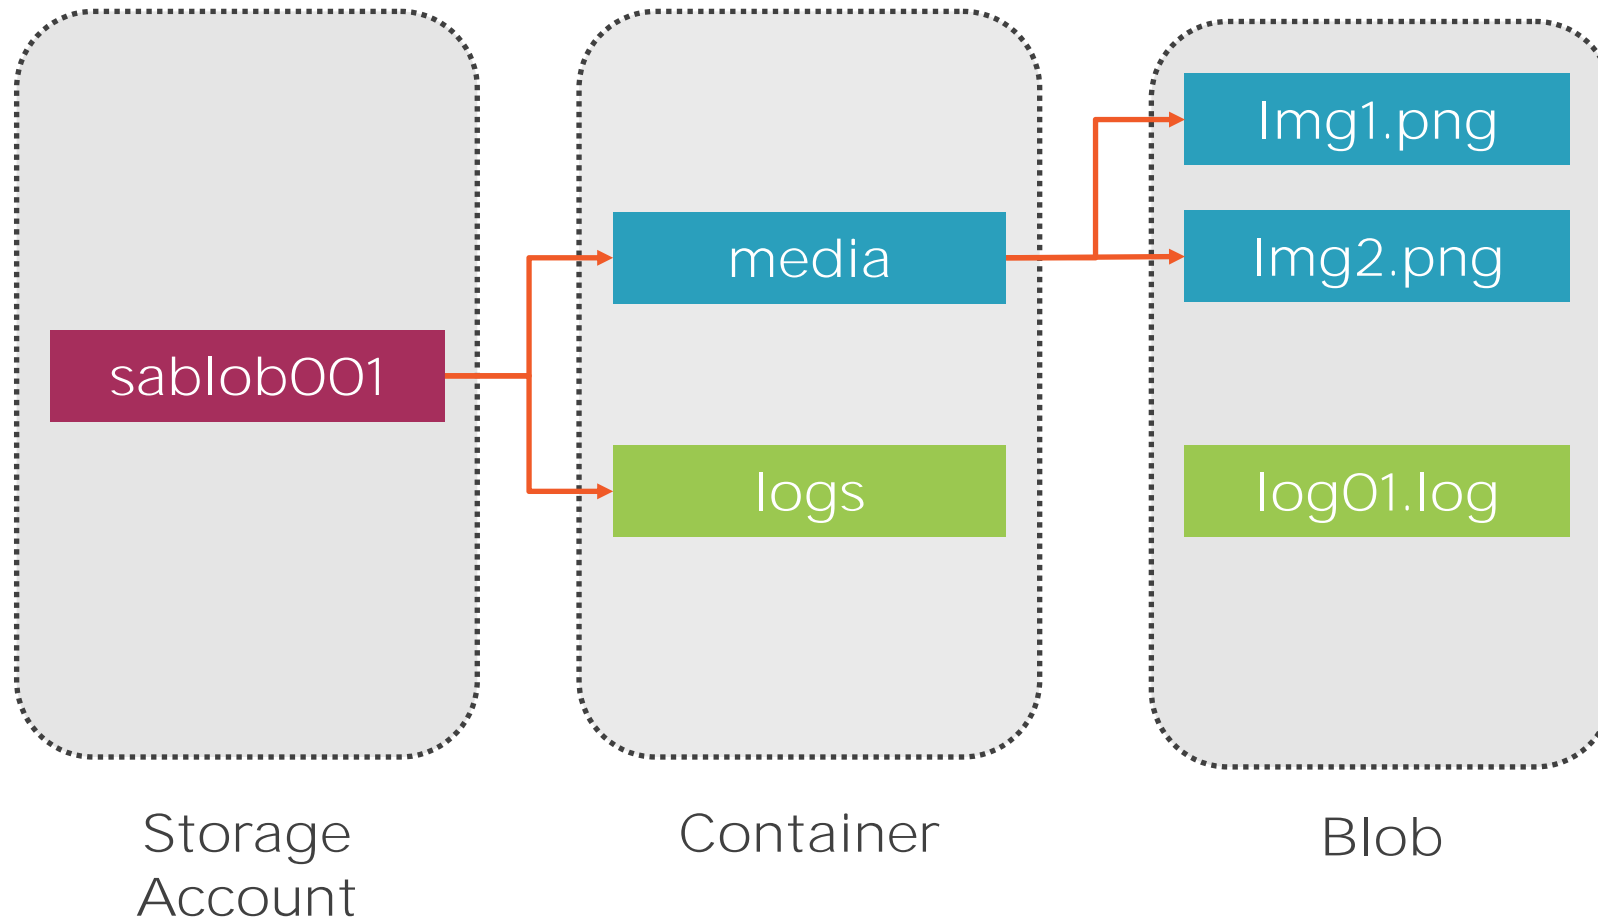 sablob001
Storage
Account
media
logs
Container
Img1.png
Img2.png
log01.log
Blob